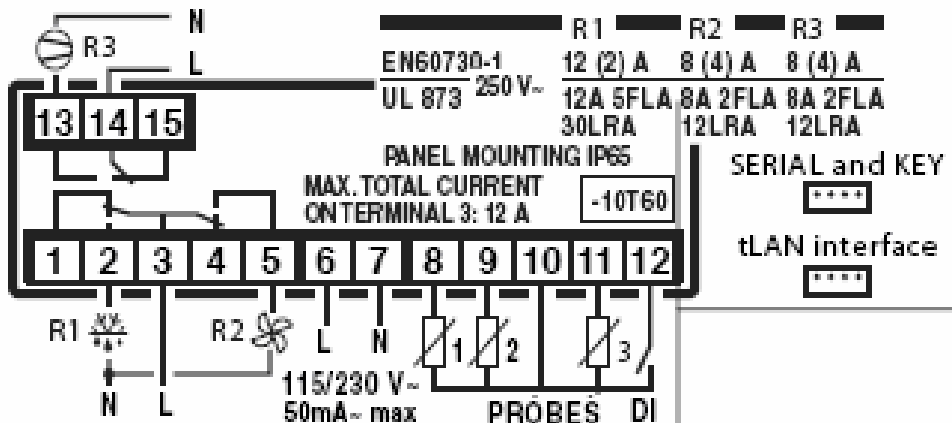 N
R3
L
R1 R2 R3
EN60730-1 250 V~ 12 (2) A 8 (4) A 8 (4) A
UL 873 12A 5FLA 8A 2FLA 8A 2FLA
30LRA 12LRA 12LRA
13 14 15
PANEL MOUNTING IP65
MAX. TOTAL CURRENT
ON TERMINAL 3: 12 A
-10T60
SERIAL and KEY
tLAN interface
1 2 3 4 5 6 7 8 9 10 11 12
R1 R2 L N 1 2 3
N L
115/230 V~
50mA~ max
PROBES DI